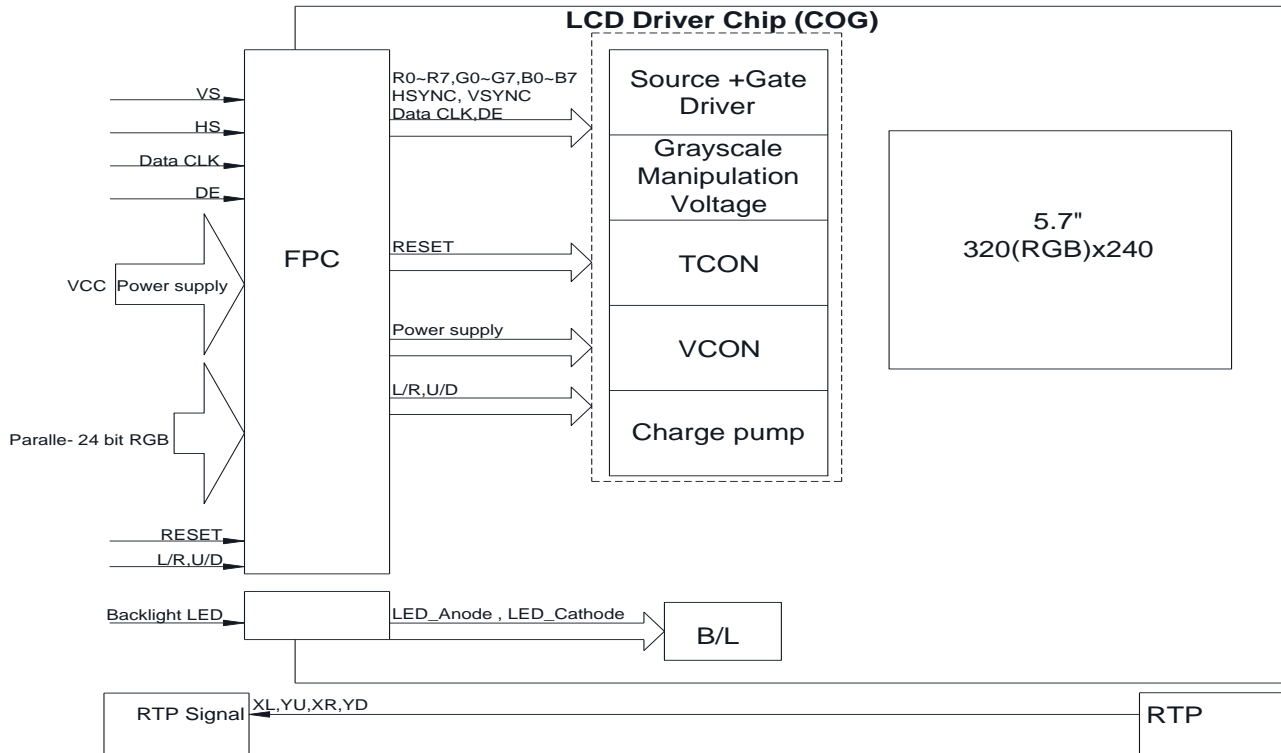 LCD Driver Chip (COG)
VS
HS
Data CLK
DE
VCC Power supply
Paralle- 24 bit RGB
RESET
L/R,U/D
Backlight LED
FPC
R0~R7,G0~G7,B0~B7
HSYNC, VSYNC
Data CLK,DE
RESET
Power supply
L/R,U/D
Source +Gate
Driver
Grayscale
Manipulation
Voltage
TCON
VCON
Charge pump
5.7"
320(RGB)x240
LED_Anode , LED_Cathode
B/L
RTP Signal
XL,YU,XR,YD
RTP